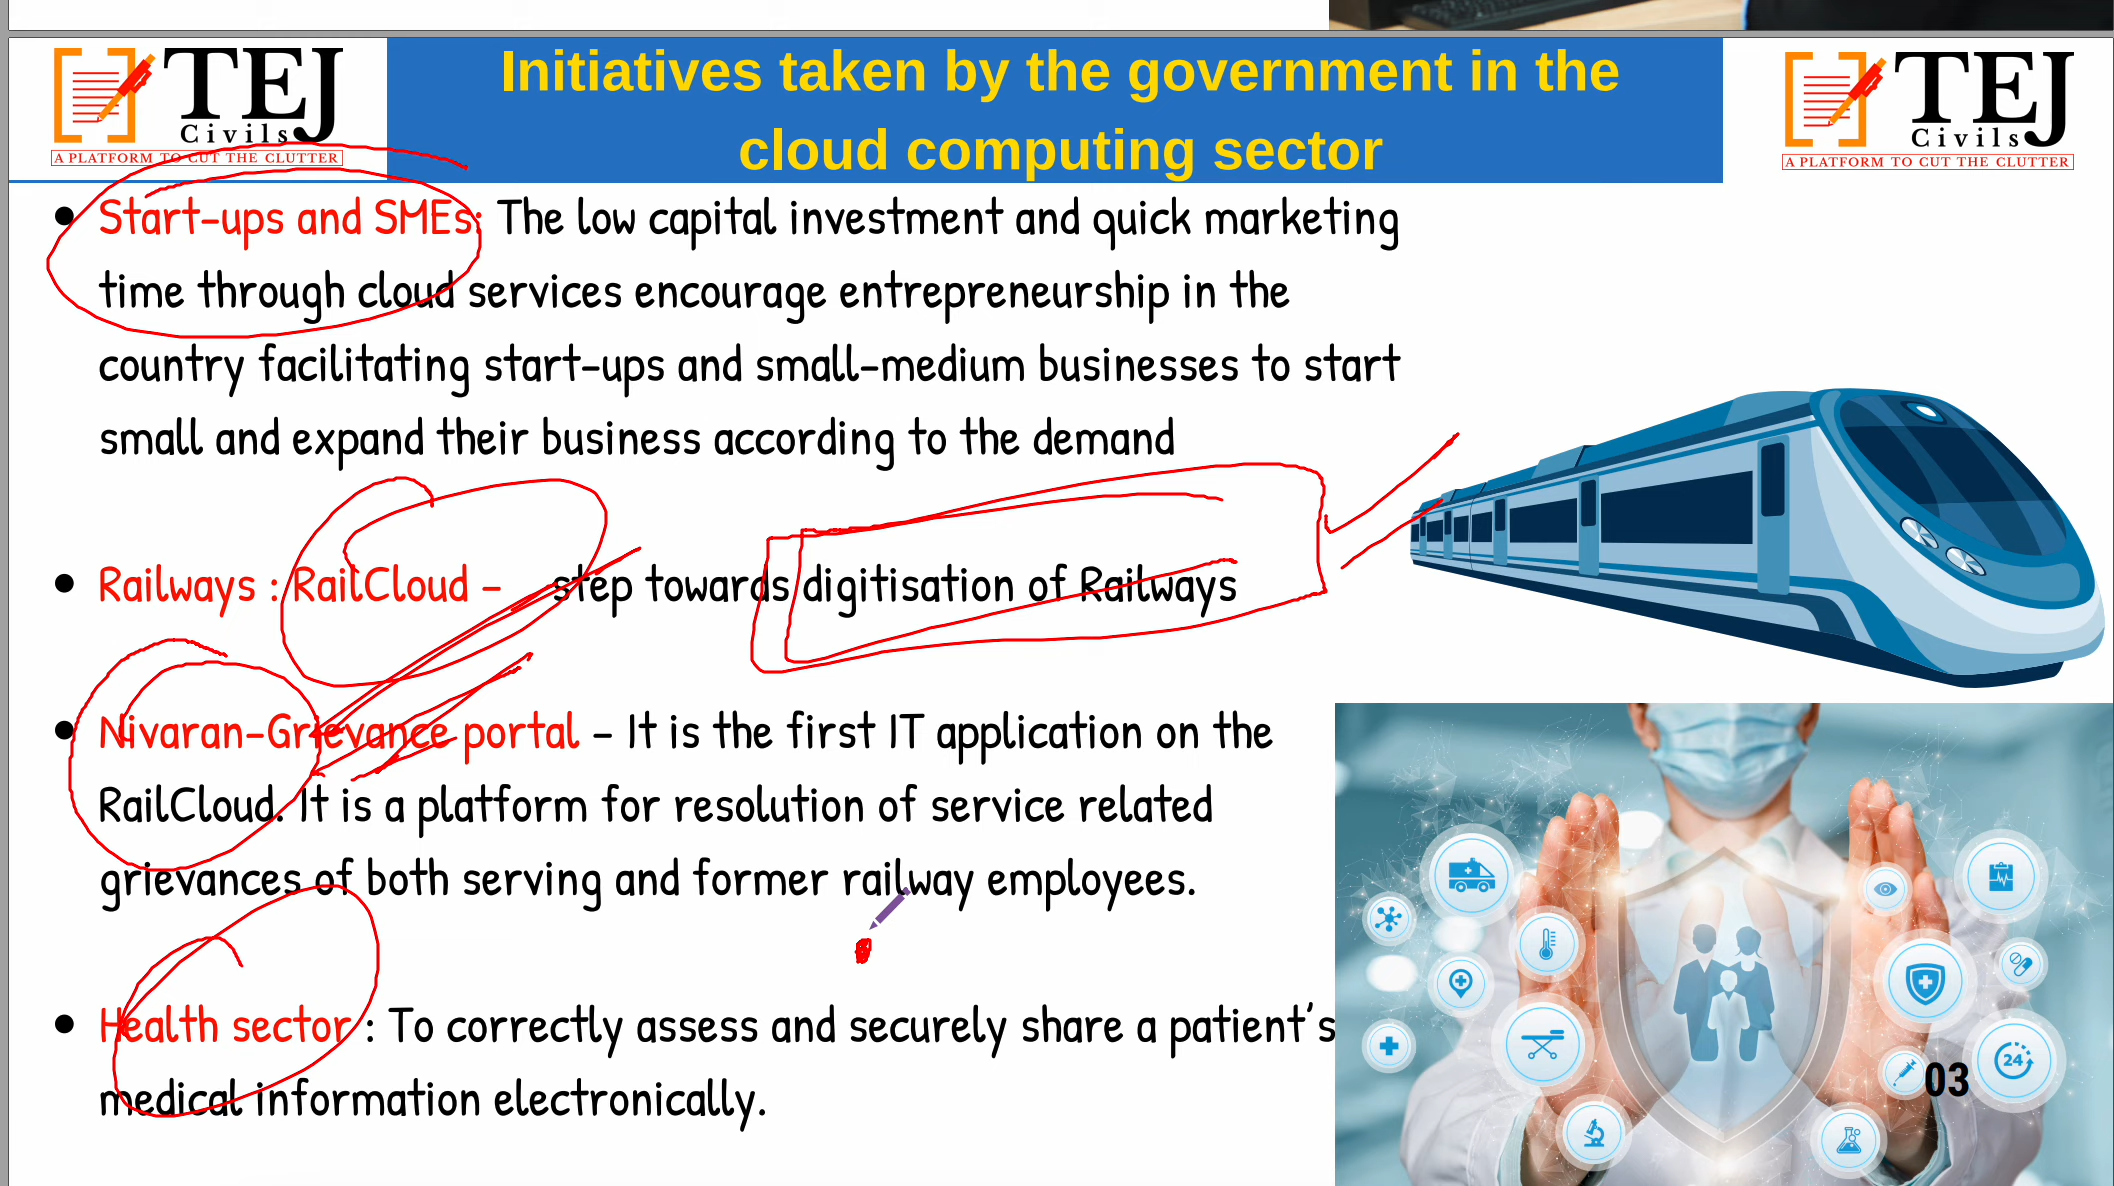 TEJ
Civils
A PLATFORM TO CUT THE CLUTTER
Initiatives taken by the government in the
cloud computing sector
TEJ
Civils
A PLATFORM TO CUT THE CLUTTER
• Start-ups and SMEs: The low capital investment and quick marketing
time through cloud services encourage entrepreneurship in the
country facilitating start-ups and small-medium businesses to start
small and expand their business according to the demand
• Railways : RailCloud – step towards digitisation of Railways
• Nivaran-Grievance portal – It is the first IT application on the
RailCloud. It is a platform for resolution of service related
grievances of both serving and former railway employees.
• Health sector : To correctly assess and securely share a patient's
medical information electronically.
24
03